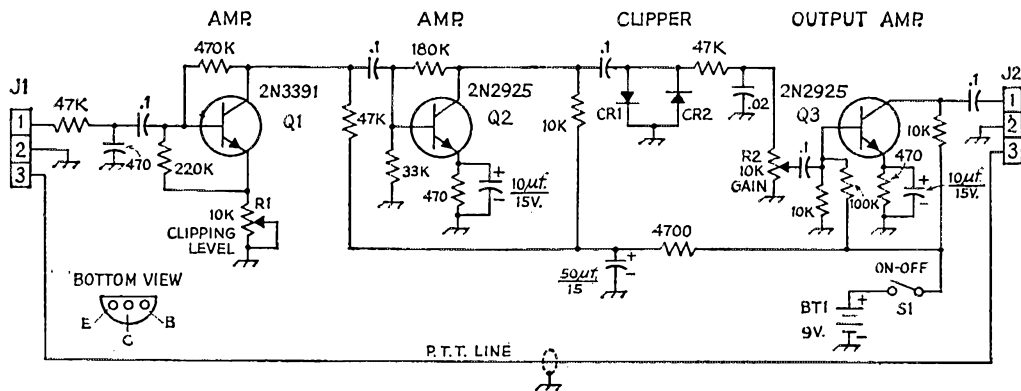 AMP.
AMP.
CLIPPER
OUTPUT AMP.
470K
.1
180K
.1
47K
.1
J1
J2
1
2
3
47K
.1
470
220K
2N3391
Q1
47K
33K
2N2925
Q2
470
10µf.
15V.
10K
CR1
CR2
.02
2N2925
Q3
.1
R2
10K
GAIN
10K
100K
470
10µf.
15V.
10K
1
2
3
10K
R1
CLIPPING
LEVEL
4700
50µf.
15
ON-OFF
S1
BT1
9V.
BOTTOM VIEW
E
C
B
P.T.T. LINE